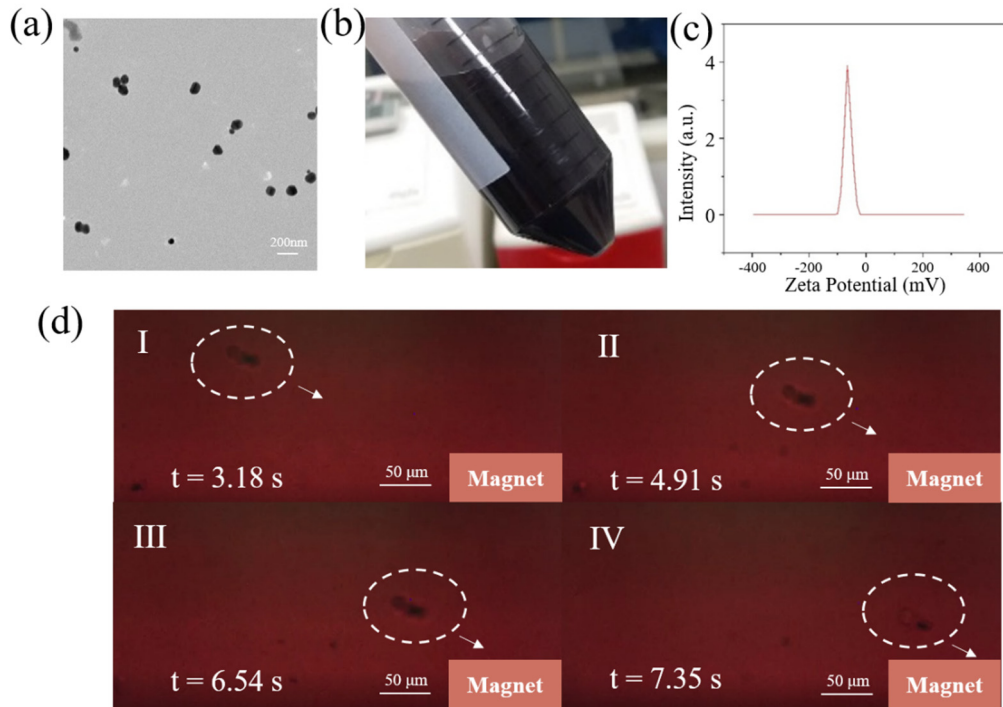 (a)
200nm
(b)
(c)
Intensity (a.u.)
4
2
0
-400
-200
0
200
400
Zeta Potential (mV)
(d)
I
t = 3.18 s
50 μm
Magnet
II
t = 4.91 s
50 μm
Magnet
III
t = 6.54 s
50 μm
Magnet
IV
t = 7.35 s
50 μm
Magnet